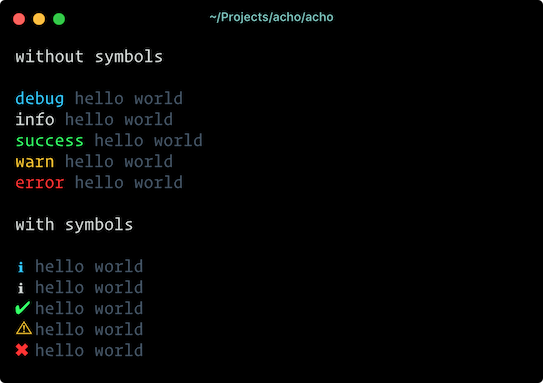 ~/Projects/acho/acho
without symbols
debug hello world
info hello world
success hello world
warn hello world
error hello world
with symbols
ℹ hello world
ℹ hello world
✔ hello world
⚠ hello world
✖ hello world